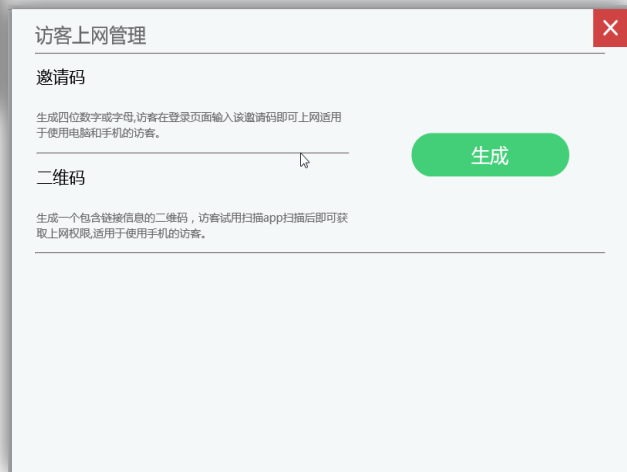 访客上网管理
邀请码
生成四位数字或字母,访客在登录页面输入该邀请码即可上网适用
于使用电脑和手机的访客。
生成
二维码
生成一个包含链接信息的二维码，访客试用扫描app扫描后即可获
取上网权限,适用于使用手机的访客。